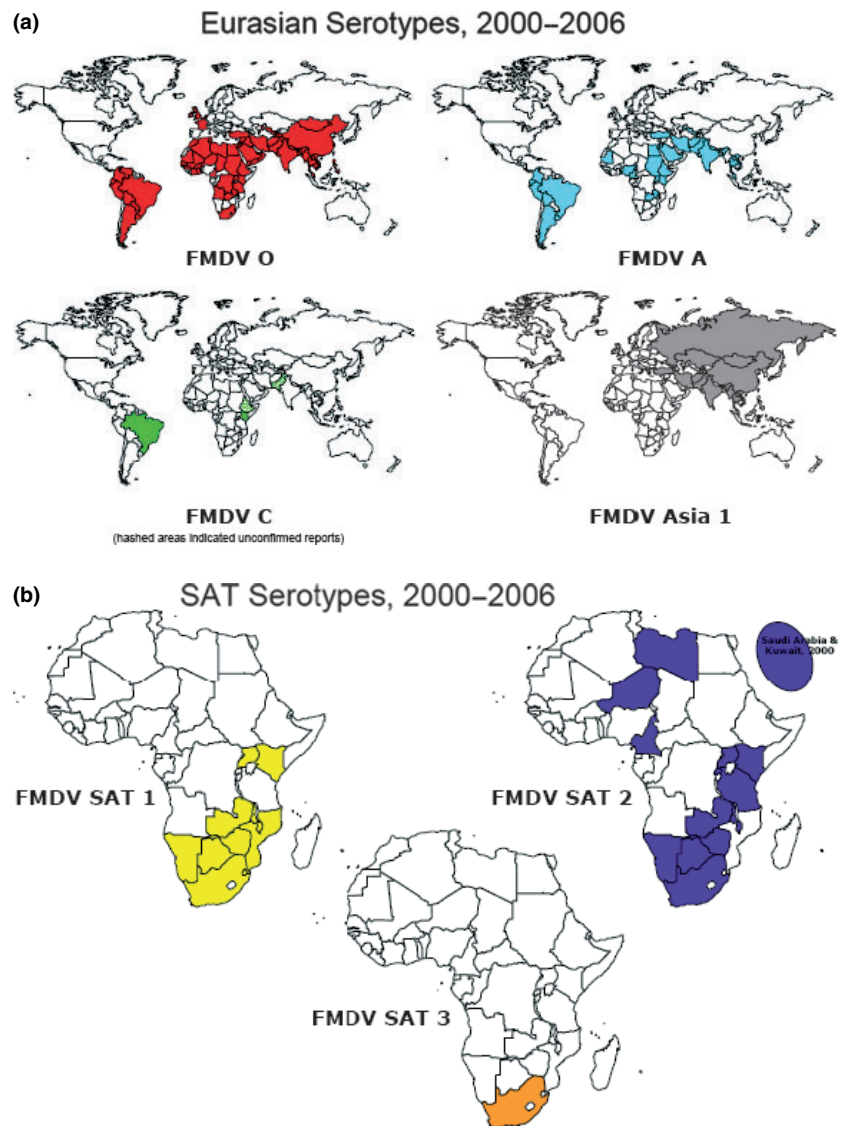 (a)
Eurasian Serotypes, 2000–2006
FMDV O
FMDV A
FMDV C
(hashed areas indicated unconfirmed reports)
FMDV Asia 1
(b)
SAT Serotypes, 2000–2006
Saudi Arabia &
Kuwait, 2000
FMDV SAT 1
FMDV SAT 2
FMDV SAT 3